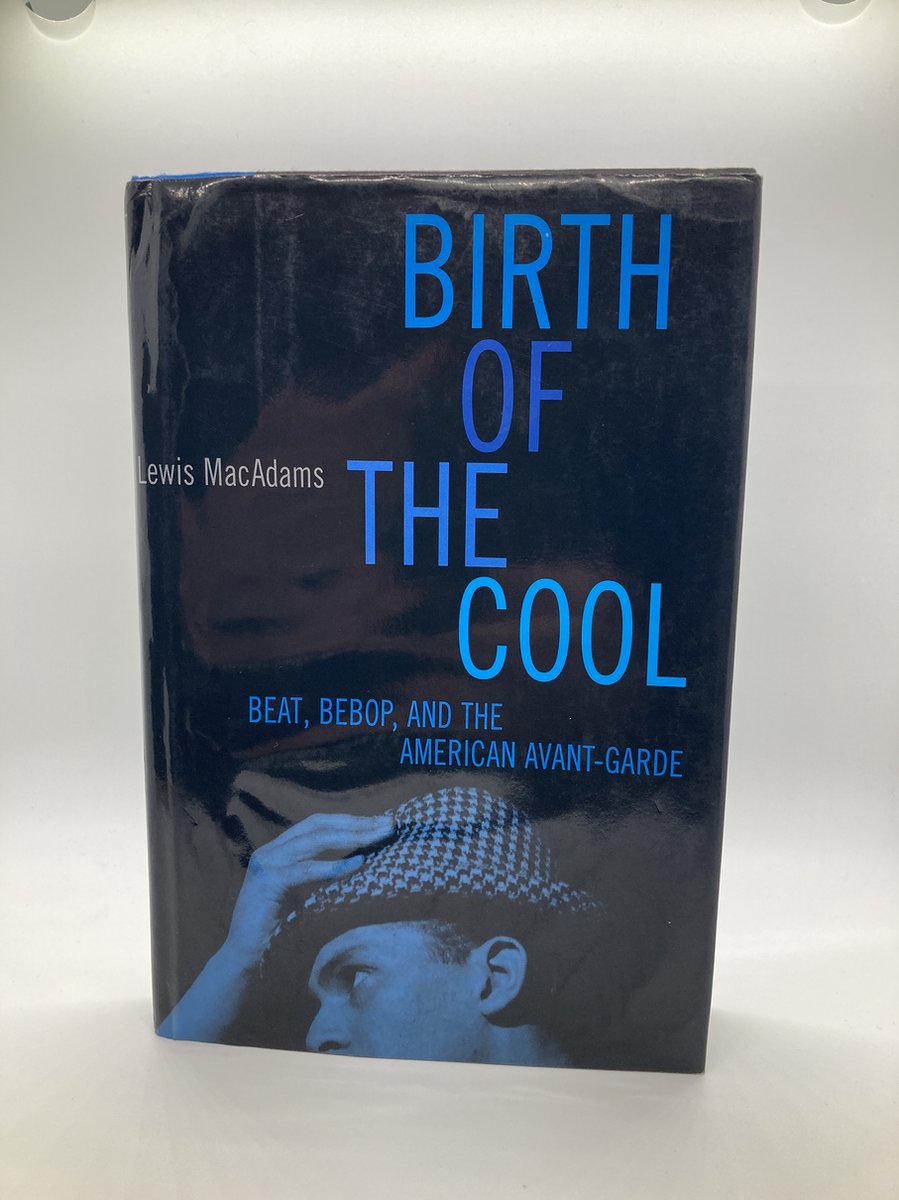 BIRTH
OF
Lewis MacAdams
THE
COOL
BEAT, BEBOP, AND THE
AMERICAN AVANT-GARDE